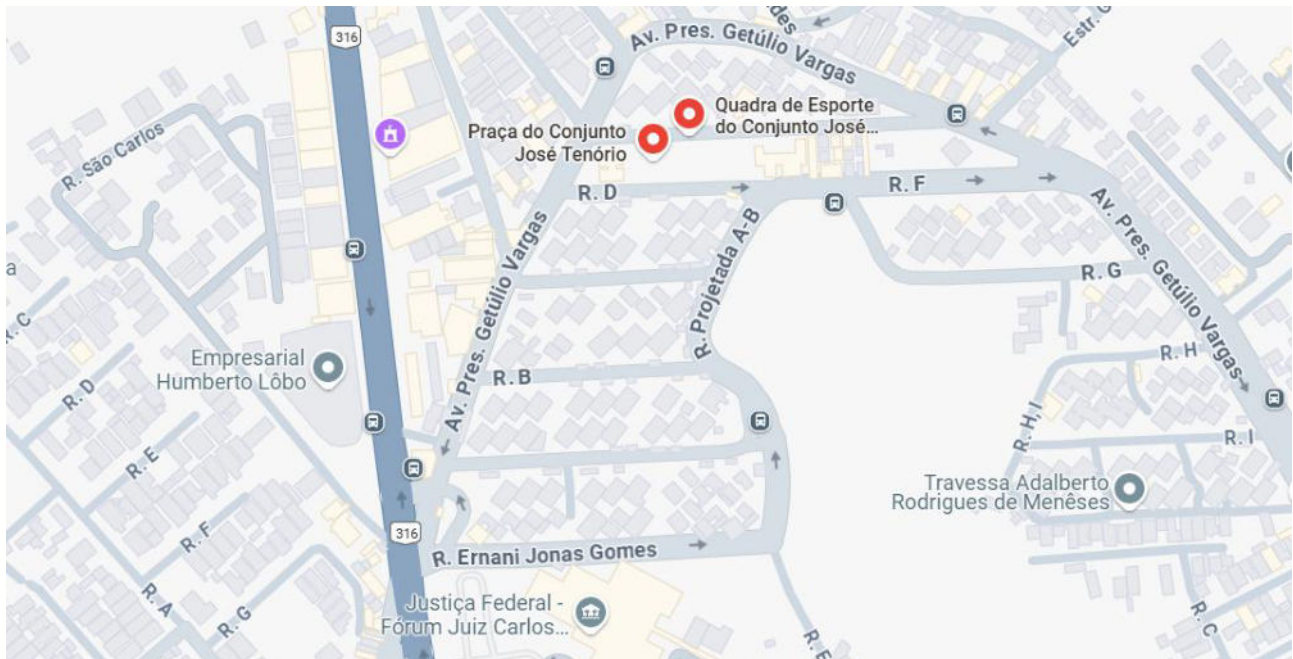 316
Av. Pres. Getúlio Vargas
des
Estr. G
Quadra de Esporte
do Conjunto José...
Praça do Conjunto
José Tenório
R. São Carlos
R. D
R. F
Av. Pres. Getúlio Vargas
R. Projetada A-B
R. G
Av. Pres. Getúlio Vargas
a
R. C
Empresarial
Humberto Lôbo
R. B
R. H
R. D
R. H, I
R. I
R. E
Travessa Adalberto
Rodrigues de Menêses
R. F
316
R. Ernani Jonas Gomes
Justiça Federal -
Fórum Juiz Carlos...
R. A
R. G
R. C